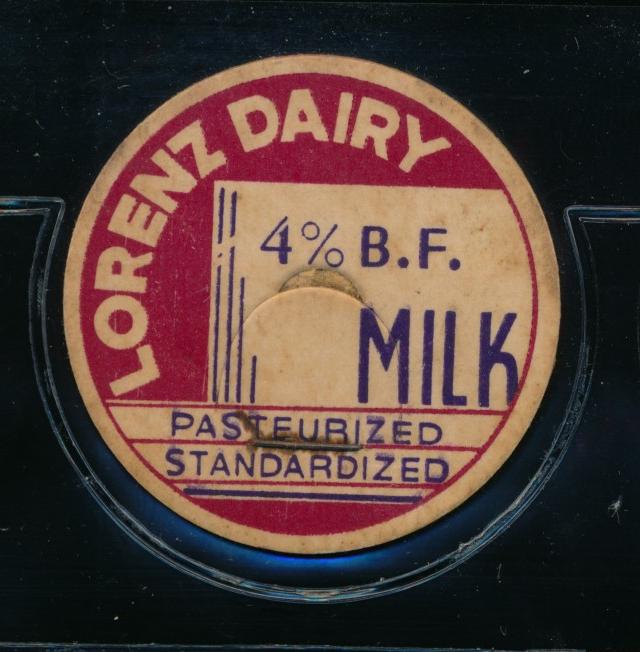 LORENZ DAIRY
4% B.F.
MILK
PASTEURIZED
STANDARDIZED